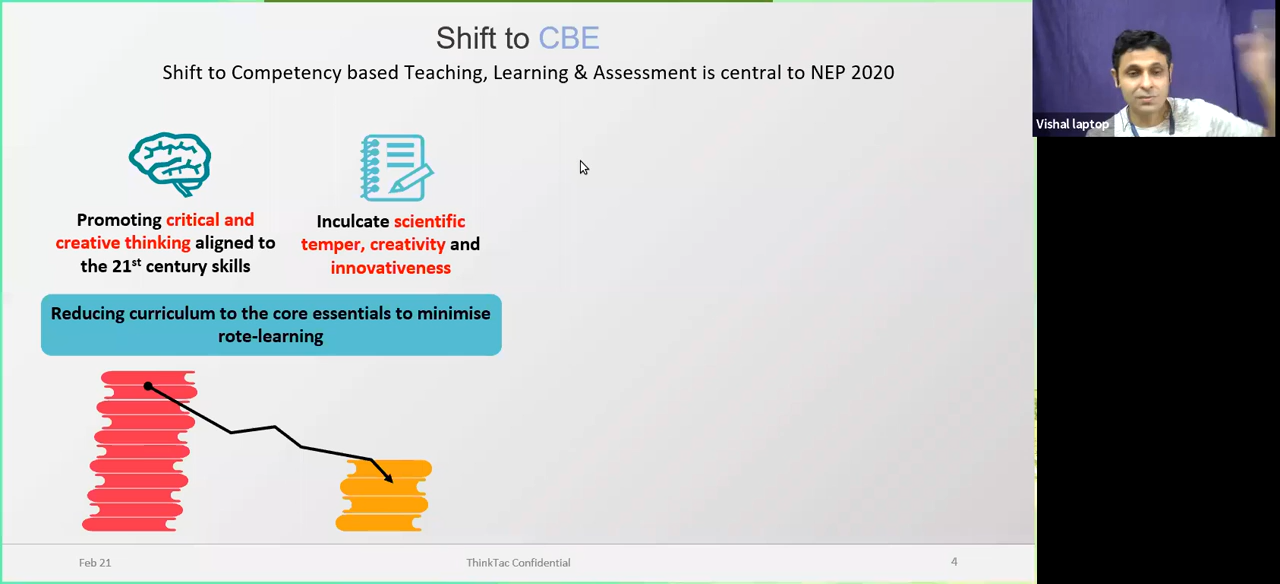 Shift to CBE
Shift to Competency based Teaching, Learning & Assessment is central to NEP 2020
Promoting critical and
creative thinking aligned to
the 21st century skills
Inculcate scientific
temper, creativity and
innovativeness
Reducing curriculum to the core essentials to minimise
rote-learning
Feb 21
ThinkTac Confidential
4
Vishal laptop